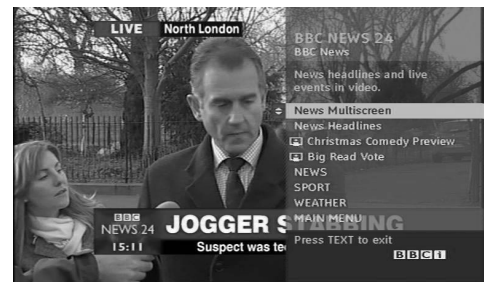 LIVE North London
BBC NEWS 24
BBC News
News headlines and live
events in video.
News Multiscreen
News Headlines
Christmas Comedy Preview
Big Read Vote
NEWS
SPORT
WEATHER
MAIN MENU
Press TEXT to exit
BBC 1
BBC
NEWS 24
15:11
JOGGER STABBING
Suspect was